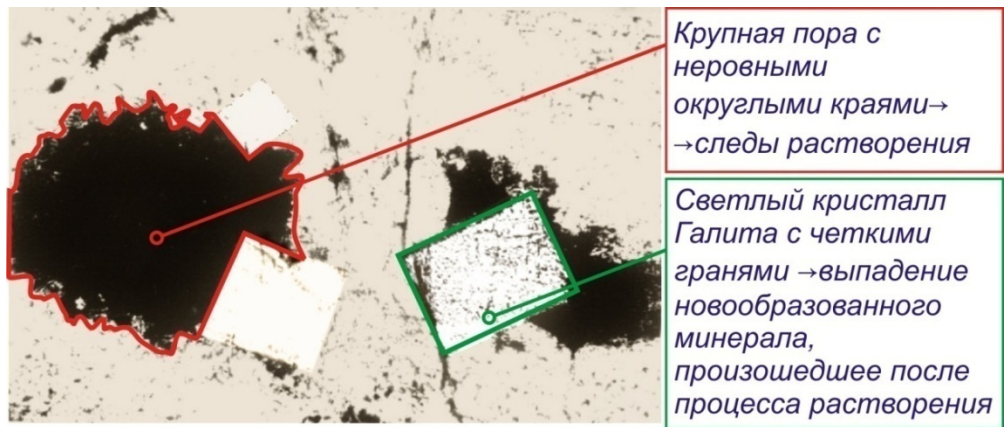 Крупная пора с
неровными
округлыми краями→
→следы растворения
Светлый кристалл
Галита с четкими
гранями →выпадение
новообразованного
минерала,
произошедшее после
процесса растворения